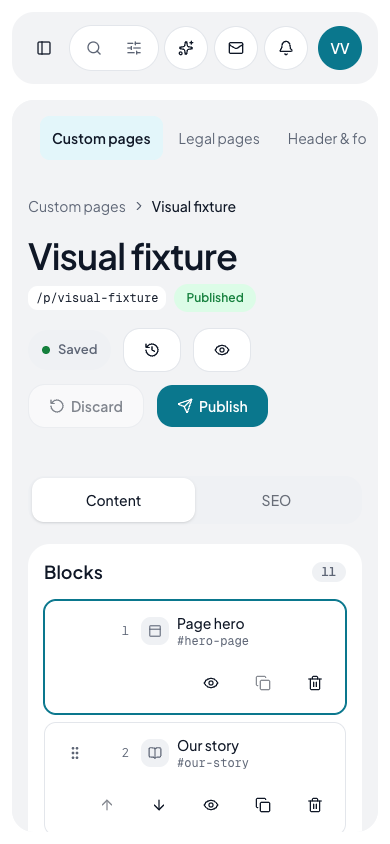 VV
Custom pages
Legal pages
Header & fo
Custom pages > Visual fixture
Visual fixture
/p/visual-fixture
Published
Saved
Discard
Publish
Content
SEO
Blocks
11
1
Page hero
#hero-page
2
Our story
#our-story